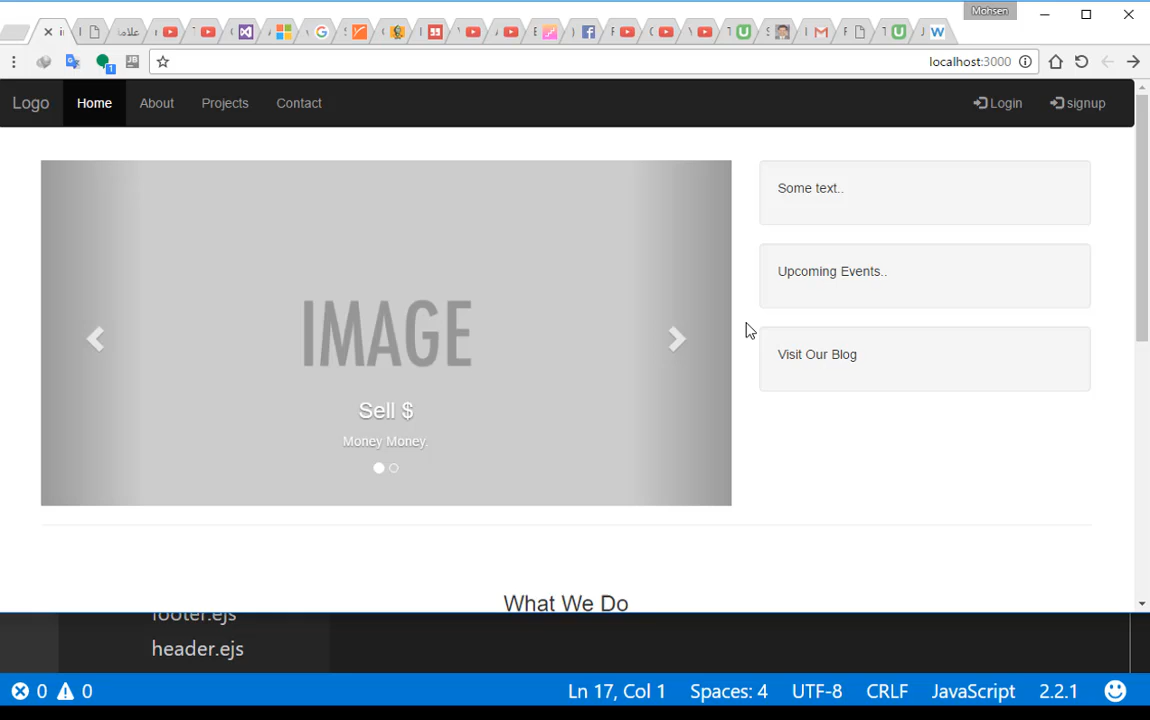 Mohsen
علاما
localhost:3000
Logo Home About Projects Contact Login signup
IMAGE
Sell $
Money Money.
Some text..
Upcoming Events..
Visit Our Blog
What We Do
footer.ejs
header.ejs
0 0 Ln 17, Col 1 Spaces: 4 UTF-8 CRLF JavaScript 2.2.1